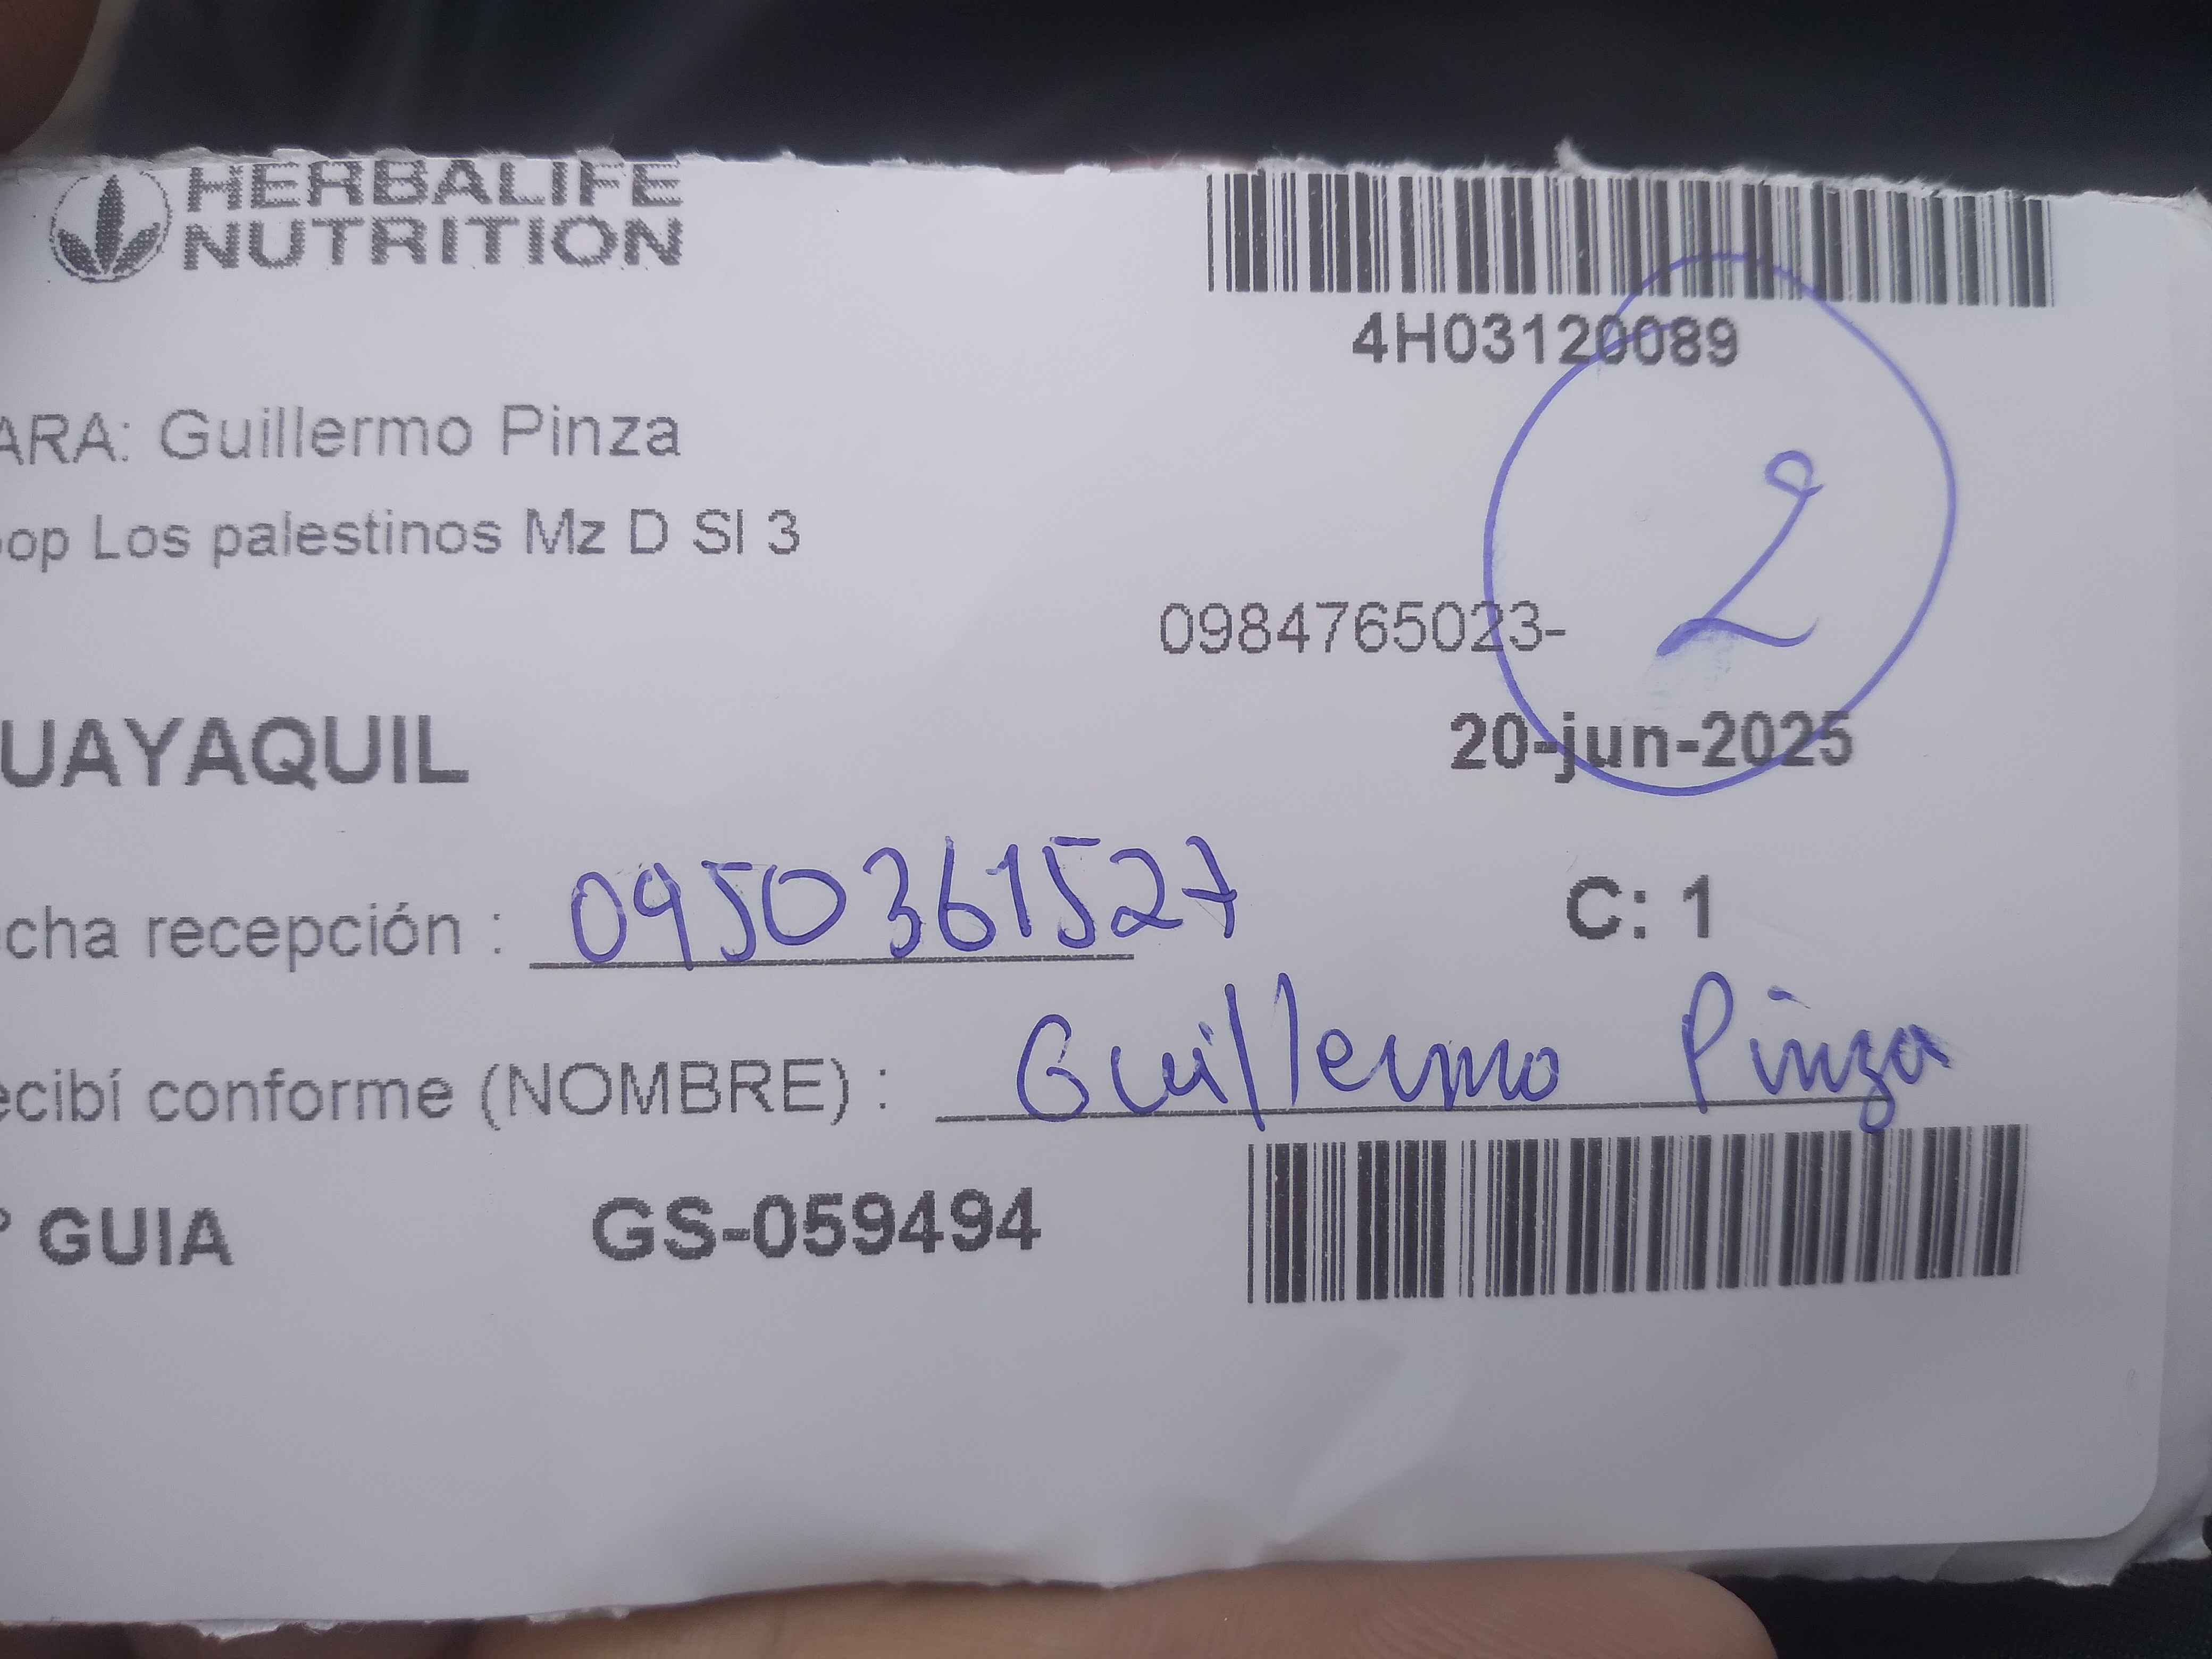 HERBALIFE
NUTRITION
4H03120089
ARA: Guillermo Pinza
oop Los palestinos Mz D Sl 3
2
0984765023-
UAYAQUIL
20-jun-2025
cha recepción : 0950361527
C: 1
ecibí conforme (NOMBRE) : Guillermo Pinza
° GUIA GS-059494